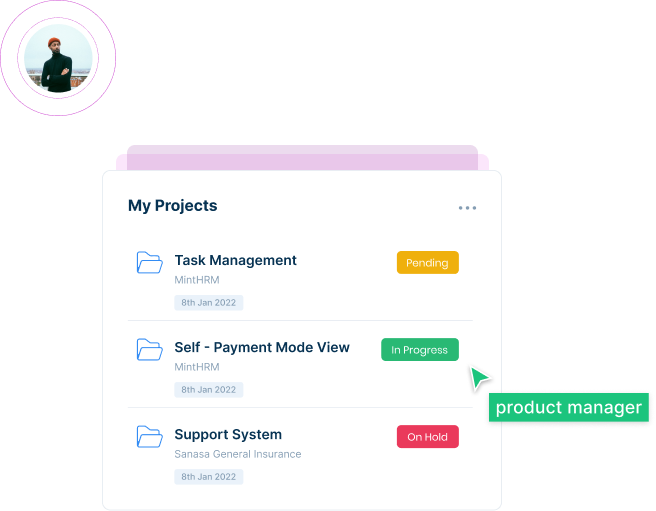 My Projects
Task Management
Pending
MintHRM
8th Jan 2022
Self - Payment Mode View
In Progress
MintHRM
8th Jan 2022
product manager
Support System
On Hold
Sanasa General Insurance
8th Jan 2022